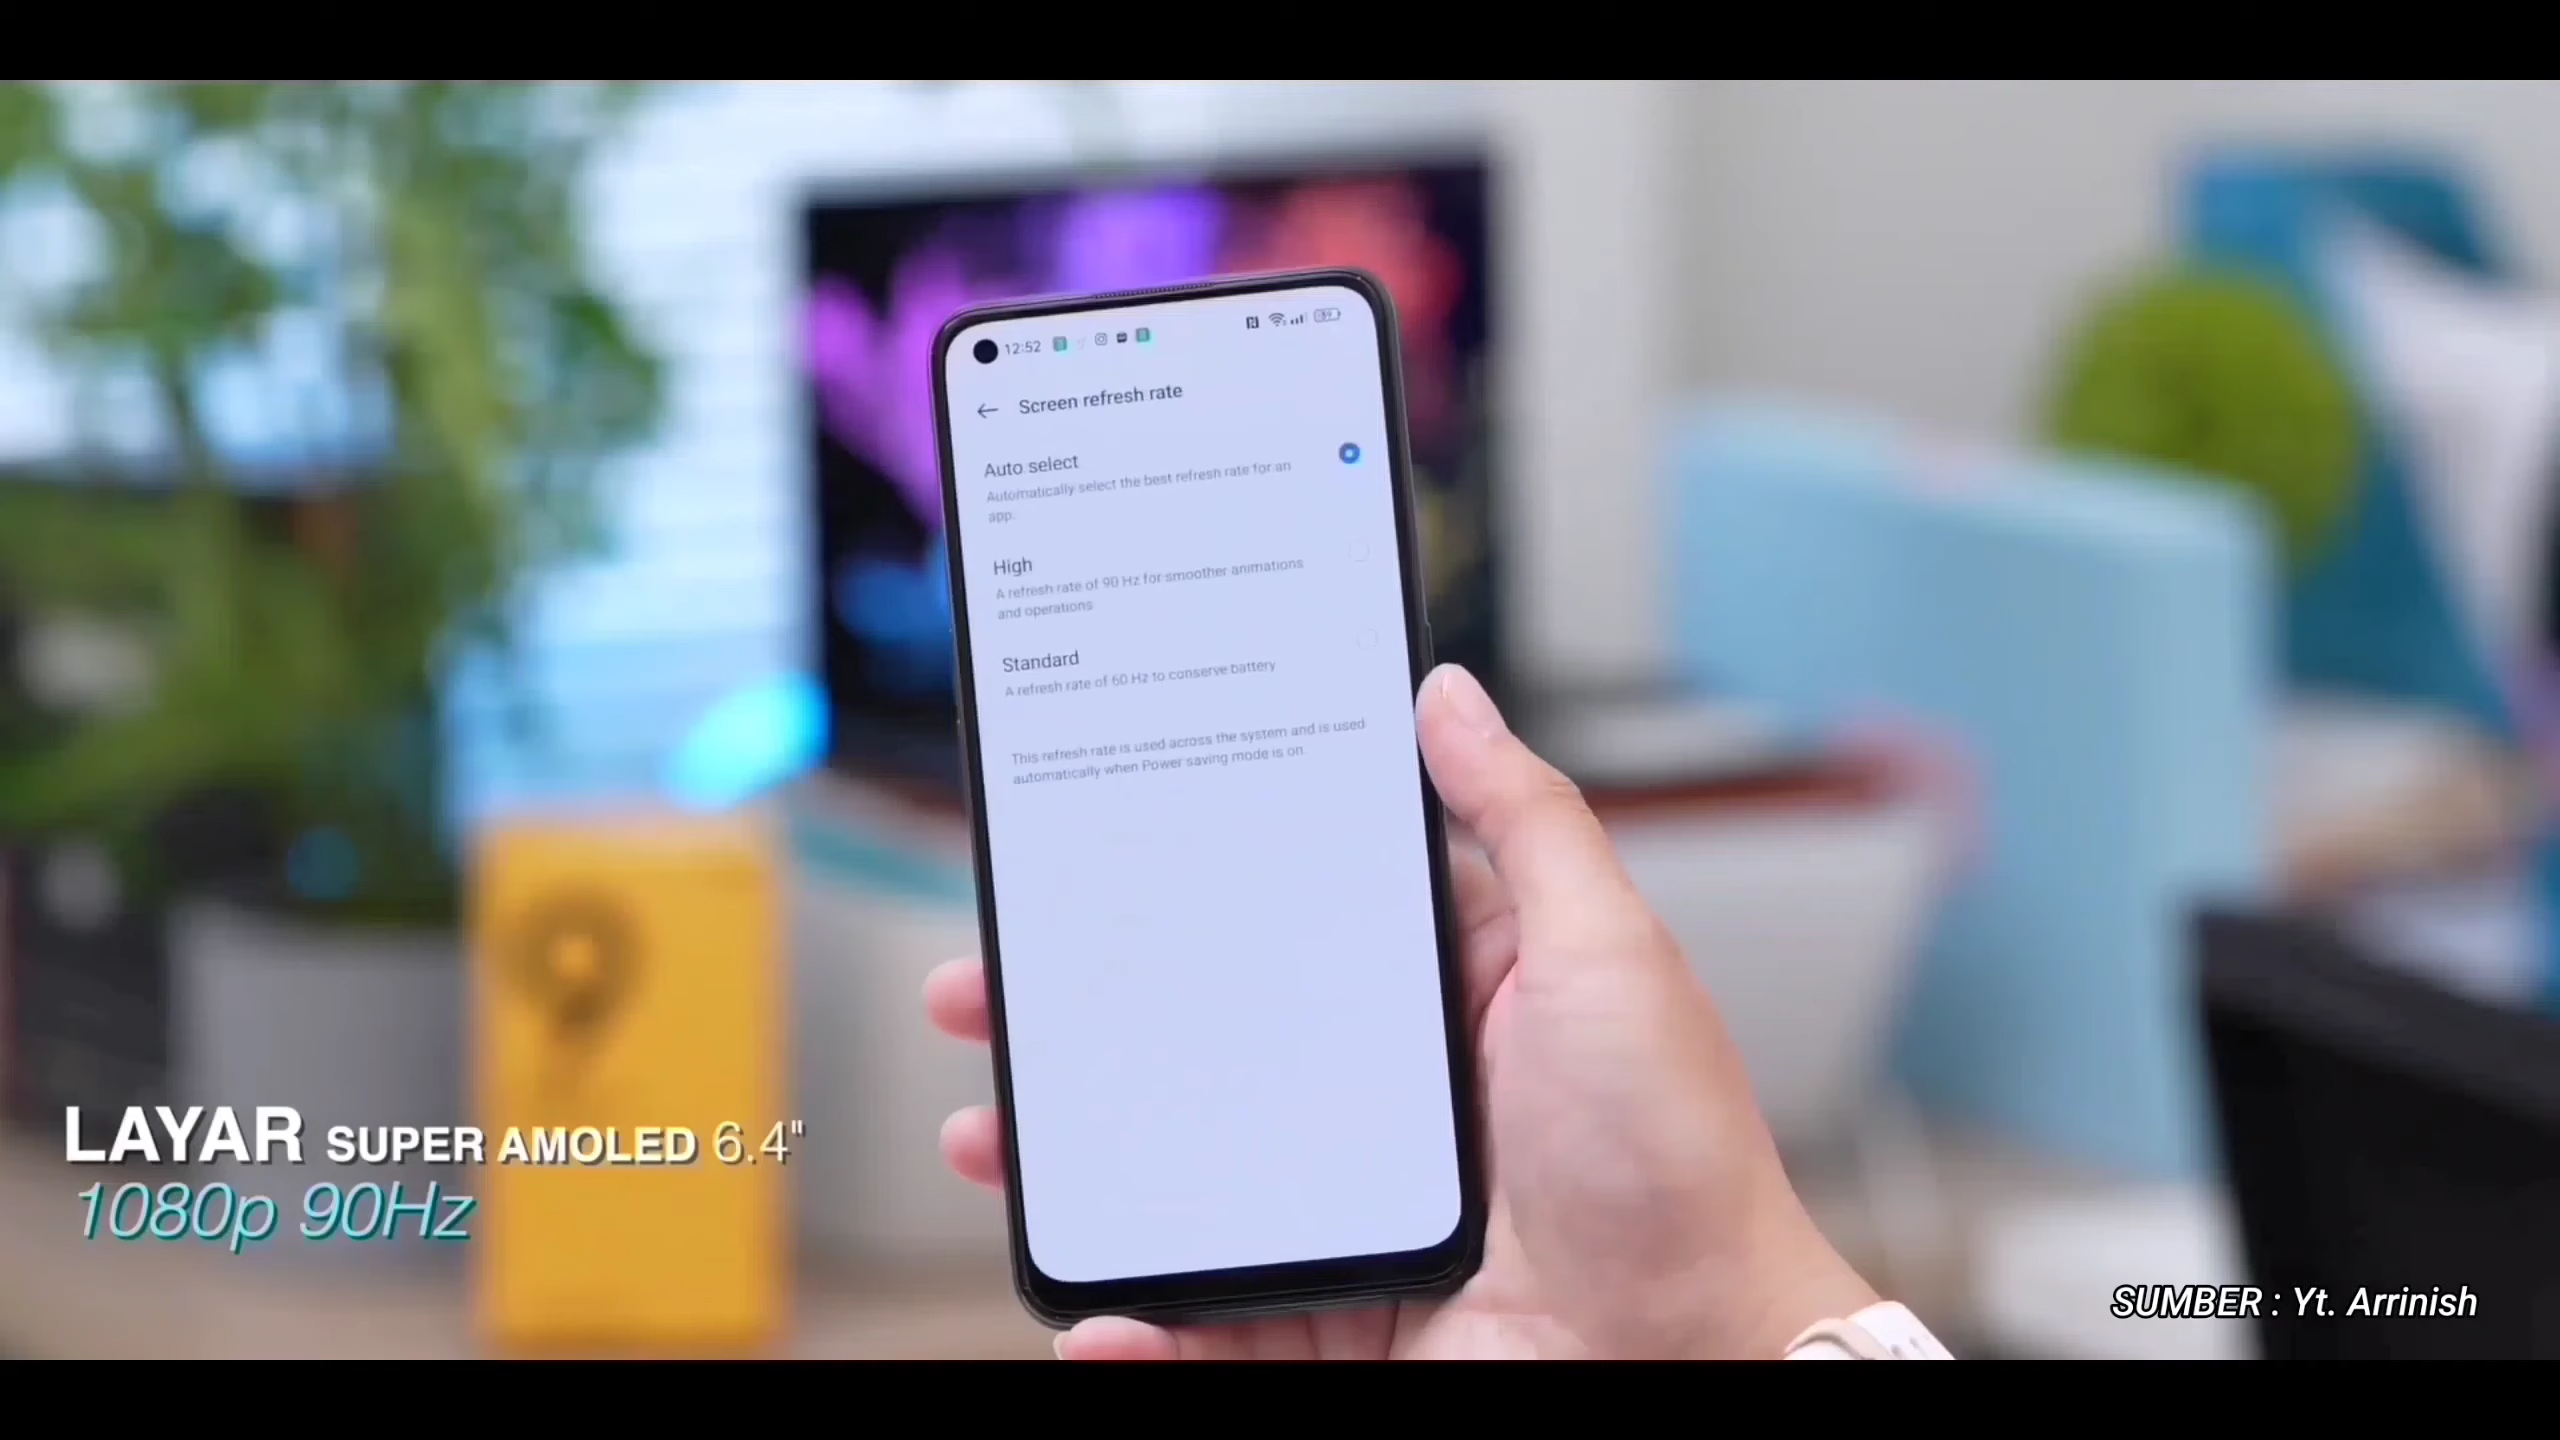 12:52
Screen refresh rate
Auto select
Automatically select the best refresh rate for an
app.
High
A refresh rate of 90 Hz for smoother animations
and operations
Standard
A refresh rate of 60 Hz to conserve battery
This refresh rate is used across the system and is used
automatically when Power saving mode is on.
LAYAR SUPER AMOLED 6.4"
1080p 90Hz
SUMBER : Yt. Arrinish